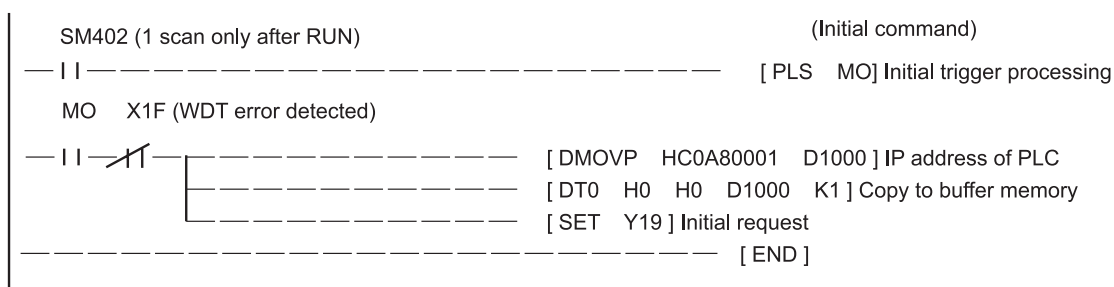 (Initial command)
SM402 (1 scan only after RUN)
[ PLS MO] Initial trigger processing
MO X1F (WDT error detected)
[ DMOVP HC0A80001 D1000 ] IP address of PLC
[ DT0 H0 H0 D1000 K1 ] Copy to buffer memory
[ SET Y19 ] Initial request
[ END ]